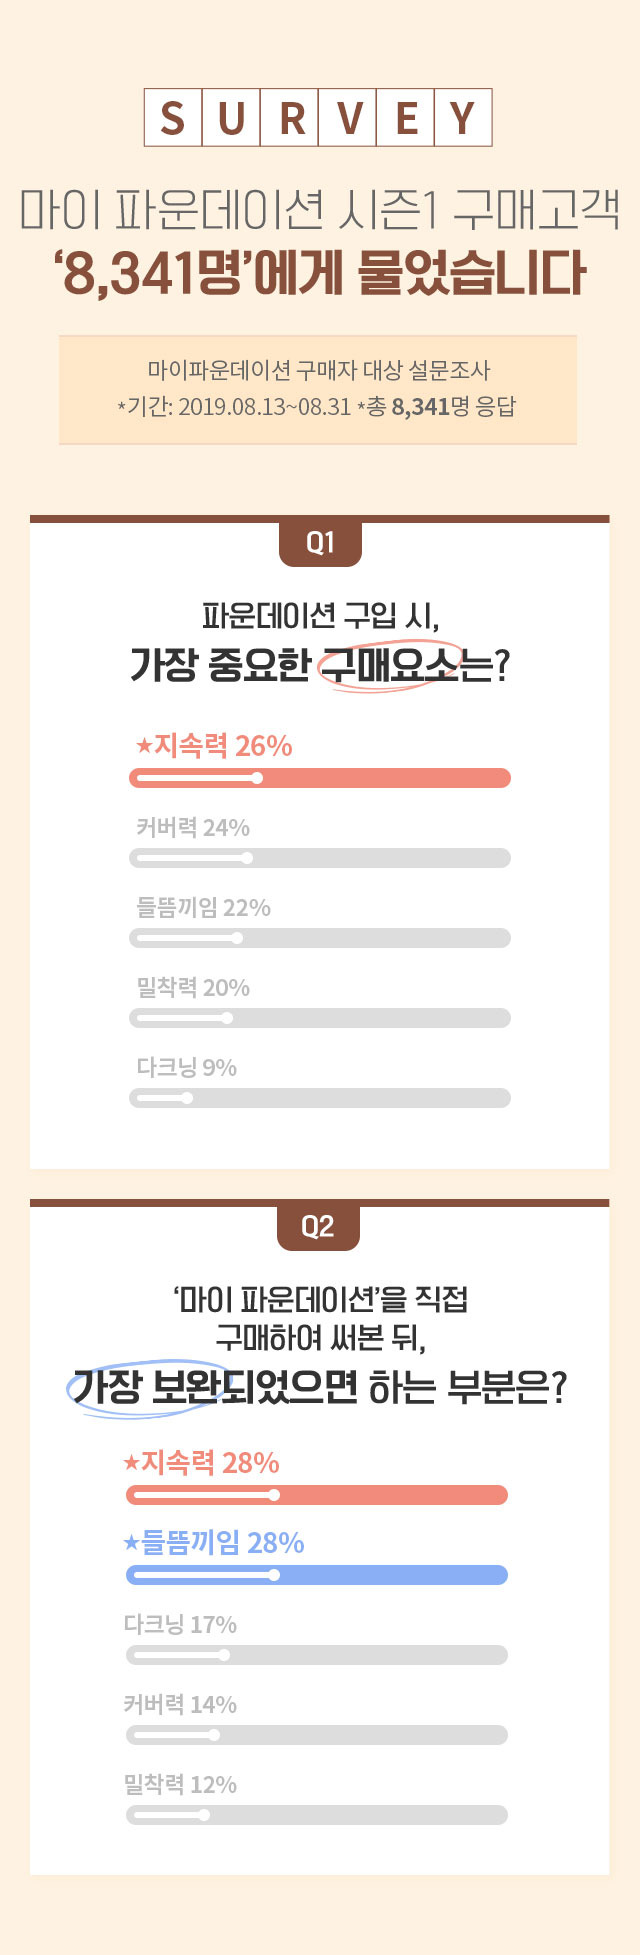 SURVEY
마이 파운데이션 시즌1 구매고객
‘8,341명’에게 물었습니다
마이파운데이션 구매자 대상 설문조사
*기간: 2019.08.13~08.31 *총 8,341명 응답
Q1
파운데이션 구입 시,
가장 중요한 구매요소는?
★지속력 26%
커버력 24%
들뜸끼임 22%
밀착력 20%
다크닝 9%
Q2
‘마이 파운데이션’을 직접
구매하여 써본 뒤,
가장 보완되었으면 하는 부분은?
★지속력 28%
★들뜸끼임 28%
다크닝 17%
커버력 14%
밀착력 12%